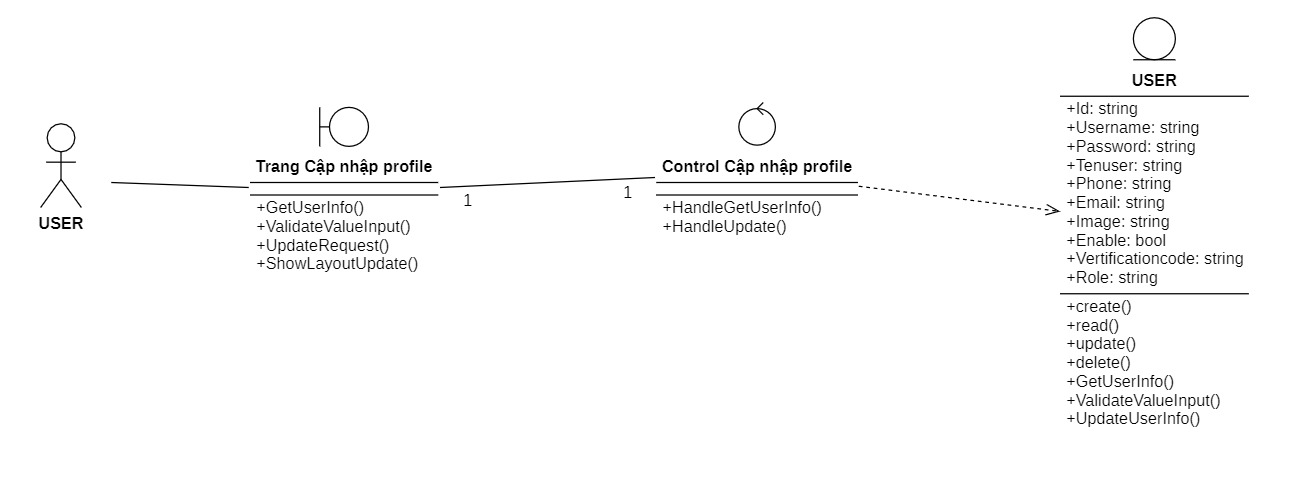 USER
Trang Cập nhập profile
+GetUserInfo()
+ValidateValueInput()
+UpdateRequest()
+ShowLayoutUpdate()
1
1
Control Cập nhập profile
+HandleGetUserInfo()
+HandleUpdate()
USER
+Id: string
+Username: string
+Password: string
+Tenuser: string
+Phone: string
+Email: string
+Image: string
+Enable: bool
+Vertificationcode: string
+Role: string
+create()
+read()
+update()
+delete()
+GetUserInfo()
+ValidateValueInput()
+UpdateUserInfo()